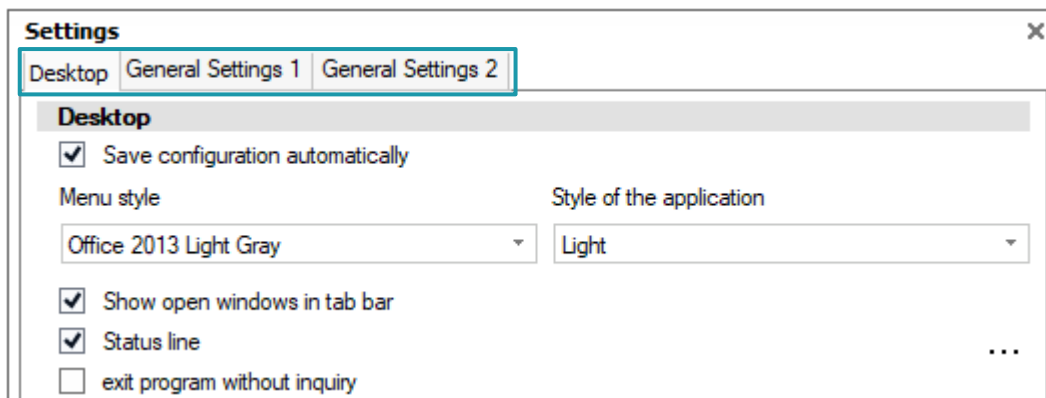 Settings
Desktop General Settings 1 General Settings 2
Desktop
Save configuration automatically
Menu style Style of the application
Office 2013 Light Gray Light
Show open windows in tab bar
Status line ...
exit program without inquiry